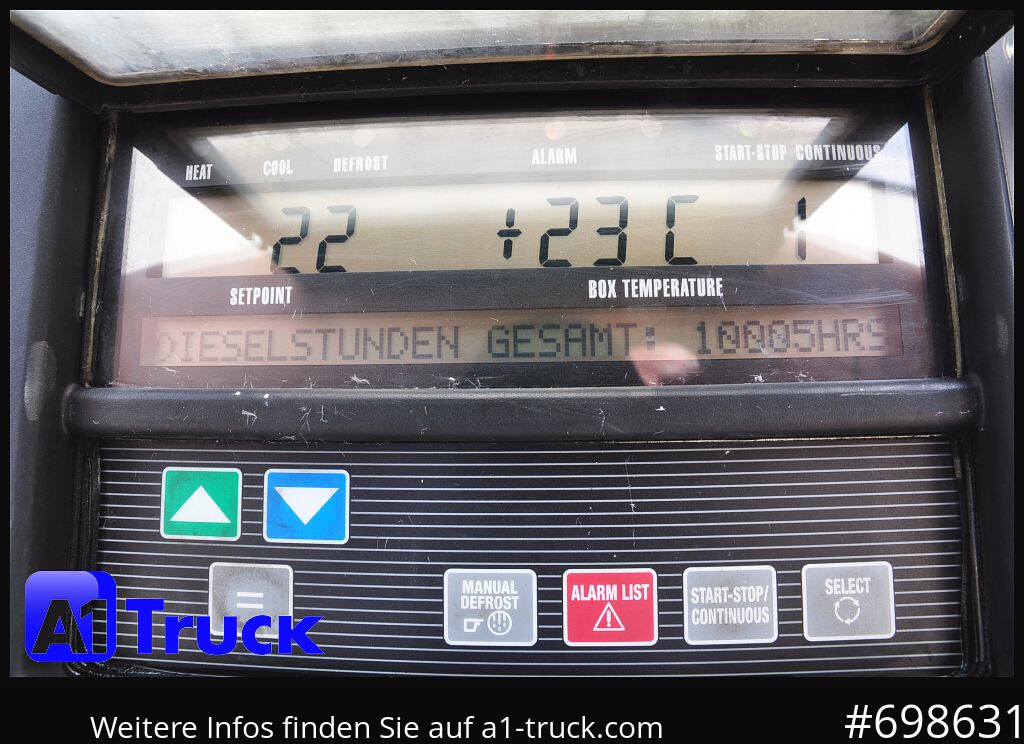 HEAT COOL DEFROST ALARM START-STOP CONTINUOUS
22 +23 C 1
SETPOINT BOX TEMPERATURE
DIESELSTUNDEN GESAMT: 10005HRS
=
MANUAL DEFROST
ALARM LIST
START-STOP/ CONTINUOUS
SELECT
A1 Truck
Weitere Infos finden Sie auf a1-truck.com
#698631